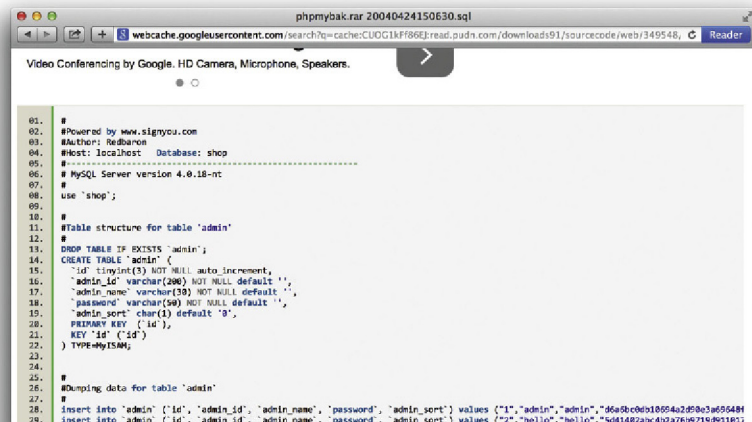 phpmybak.rar 20040424150630.sql
webcache.googleusercontent.com/search?q=cache:CUOG1kFf86EJ:read.pudn.com/downloads91/sourcecode/web/349548,
Reader
Video Conferencing by Google. HD Camera, Microphone, Speakers.
01. #
02. #Powered by www.signyou.com
03. #Author: Redbaron
04. #Host: localhost Database: shop
05. #----------------------------------------------------------
06. # MySQL Server version 4.0.18-nt
07. #
08. use `shop`;
09.
10. #
11. #Table structure for table 'admin'
12. #
13. DROP TABLE IF EXISTS `admin`;
14. CREATE TABLE `admin` (
15. `id` tinyint(3) NOT NULL auto_increment,
16. `admin_id` varchar(200) NOT NULL default '',
17. `admin_name` varchar(30) NOT NULL default '',
18. `password` varchar(50) NOT NULL default '',
19. `admin_sort` char(1) default '0',
20. PRIMARY KEY (`id`),
21. KEY `id` (`id`)
22. ) TYPE=MyISAM;
23.
24.
25. #
26. #Dumping data for table `admin`
27. #
28. insert into `admin` (`id`, `admin_id`, `admin_name`, `password`, `admin_sort`) values ("1","admin","admin",
29. insert into `admin` (`id`, `admin_id`, `admin_name`, `password`, `admin_sort`) values ("2","hello","hello",